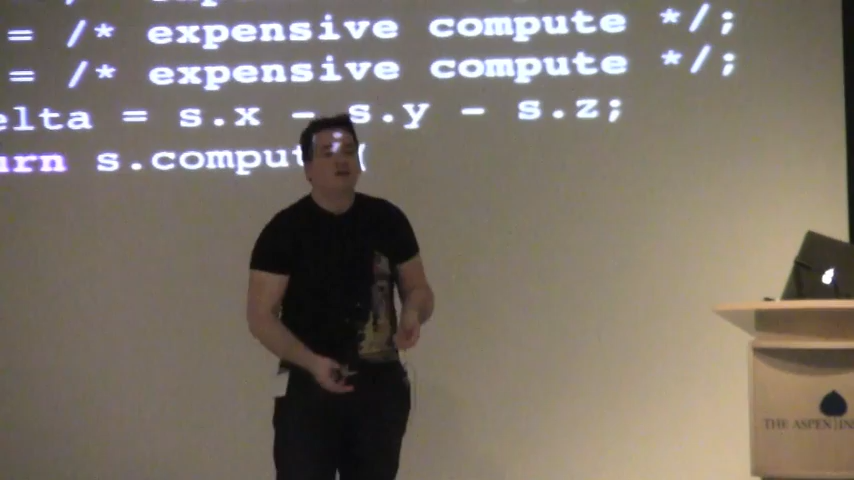 = /* expensive compute */;
= /* expensive compute */;
elta = s.x - s.y - s.z;
urn s.comput ;(
THE ASPEN IN